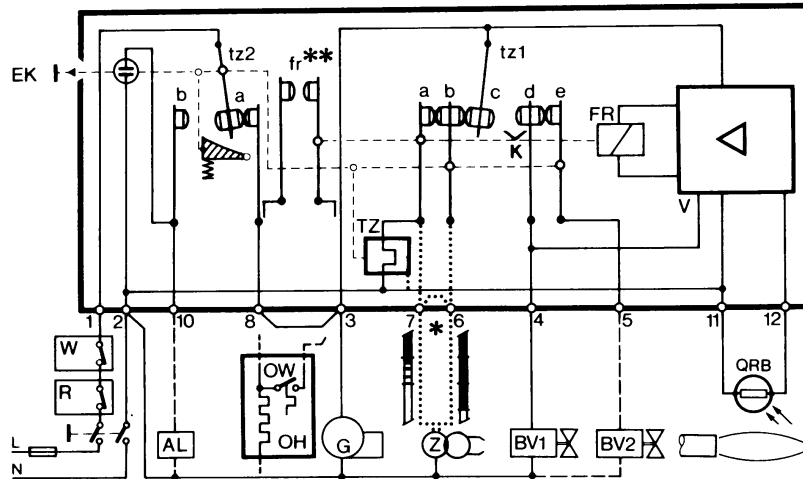 tz2
fr**
tz1
EK
b
a
a
b
c
d
e
FR
K
TZ
V
1
2
10
8
3
7
6
4
5
11
12
*
W
R
L
N
AL
OW
OH
G
Z
BV1
BV2
QRB